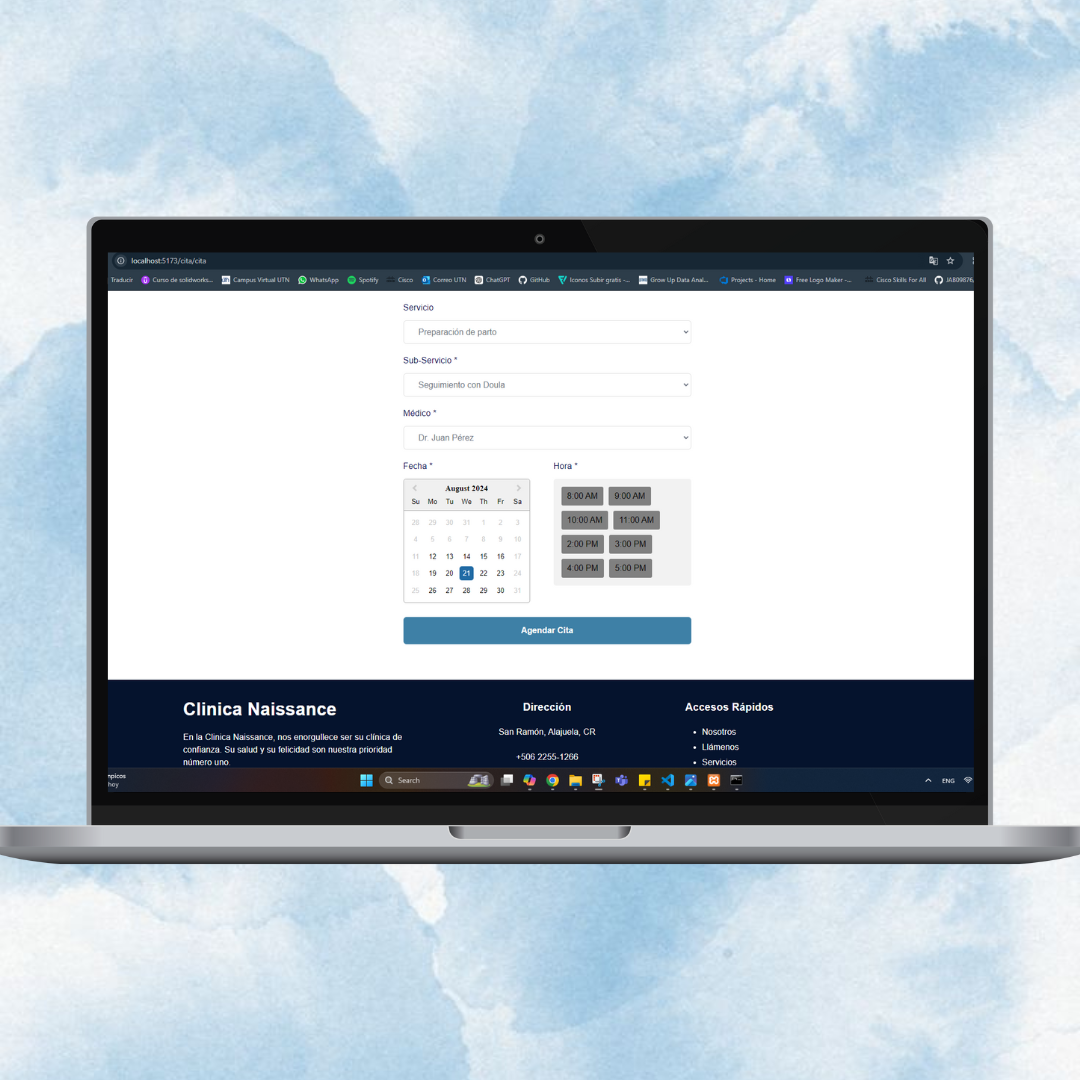 localhost:5173/cita/cita
Traducir Curso de solidworks... Campus Virtual UTN WhatsApp Spotify Cisco Correo UTN ChatGPT GitHub Iconos Subir gratis –... Grow Up Data Anal... Projects - Home Free Logo Maker -... Cisco Skills For All
Servicio
Preparación de parto
Sub-Servicio *
Seguimiento con Doula
Médico *
Dr. Juan Pérez
Fecha *
August 2024
Su Mo Tu We Th Fr Sa
28 29 30 31 1 2 3
4 5 6 7 8 9 10
11 12 13 14 15 16 17
18 19 20 21 22 23 24
25 26 27 28 29 30 31
Hora *
8:00 AM 9:00 AM
10:00 AM 11:00 AM
2:00 PM 3:00 PM
4:00 PM 5:00 PM
Agendar Cita
Clinica Naissance
En la Clinica Naissance, nos enorgullece ser su clínica de
confianza. Su salud y su felicidad son nuestra prioridad
número uno.
Dirección
San Ramón, Alajuela, CR
+506 2255-1266
Accesos Rápidos
• Nosotros
• Llámenos
• Servicios
Search
ENG